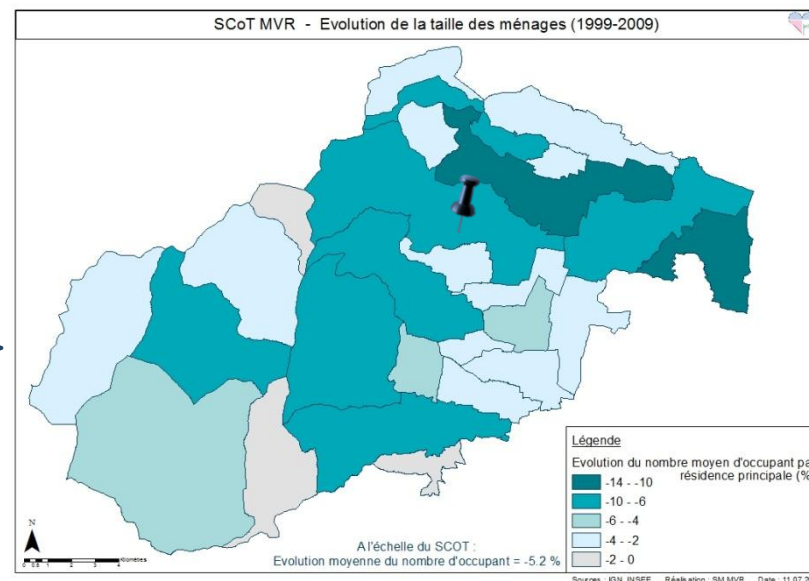 SCoT MVR - Evolution de la taille des ménages (1999-2009)
Légende
Evolution du nombre moyen d'occupant pa
résidence principale (%
-14 - -10
-10 - -6
-6 - -4
-4 - -2
-2 - 0
N
A l'échelle du SCOT :
Evolution moyenne du nombre d'occupant = -5.2 %
Sources : IGN, INSEE Réalisation : SM MVR Date : 11.07.2